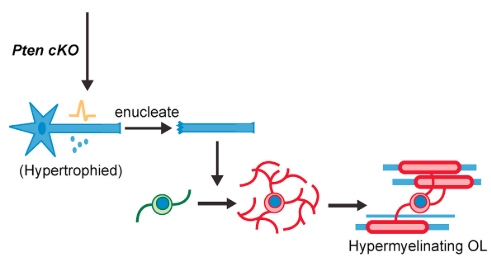 Pten cKO
enucleate
(Hypertrophied)
Hypermyelinating OL